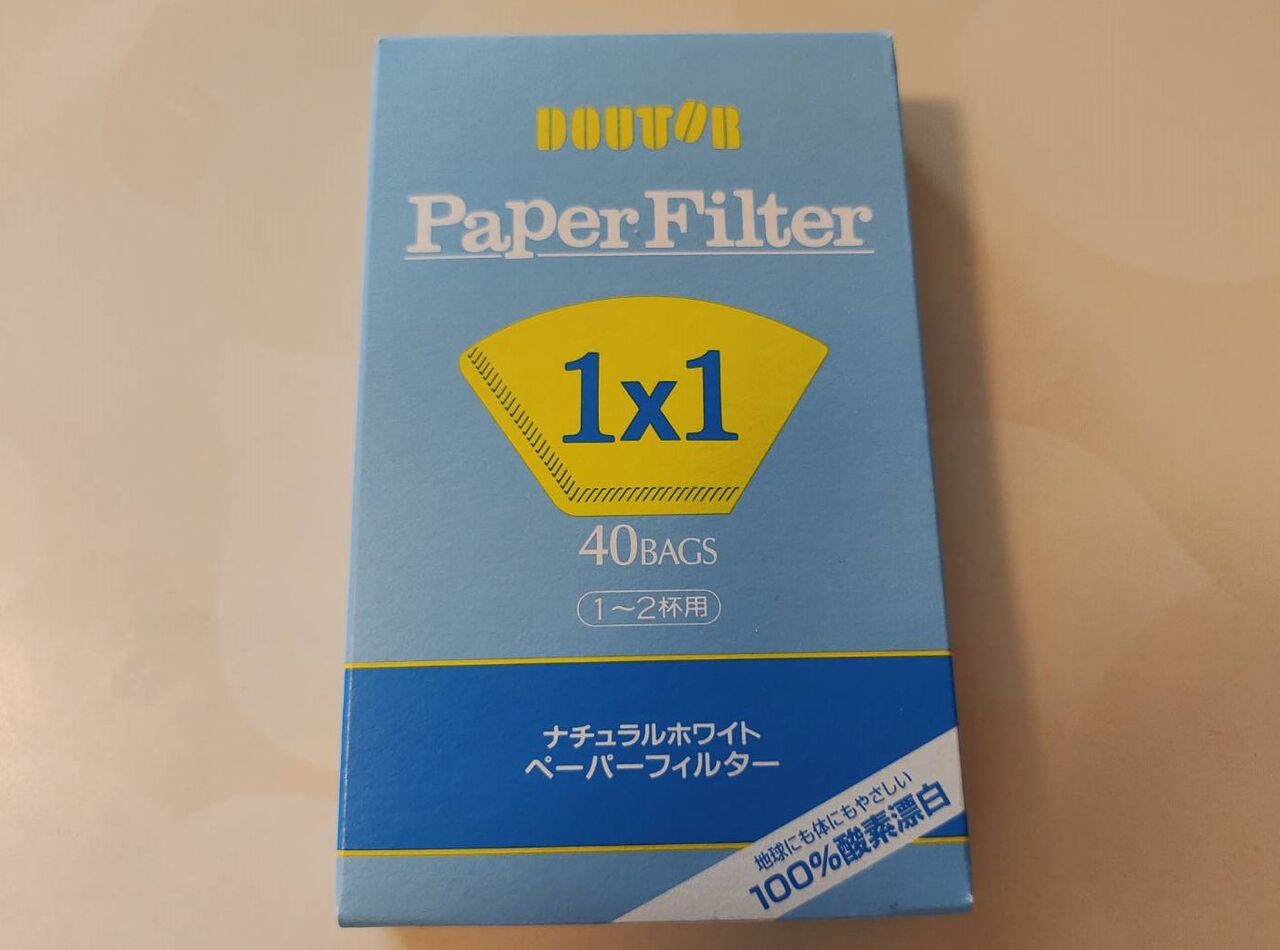 DOUTOR
Paper Filter
1x1
40BAGS
1〜2杯用
ナチュラルホワイト
ペーパーフィルター
地球にも体にもやさしい
100%酸素漂白